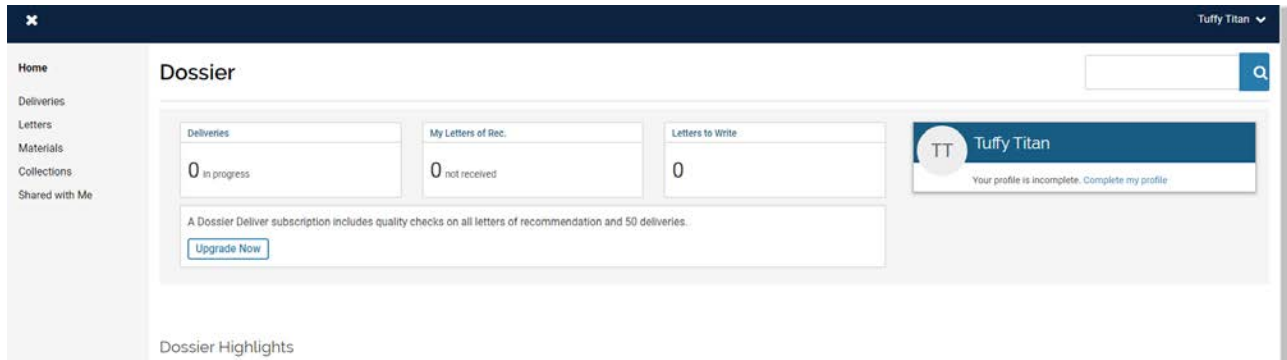 Tuffy Titan
Home
Deliveries
Letters
Materials
Collections
Shared with Me
Dossier
Deliveries
0 in progress
My Letters of Rec.
0 not received
Letters to Write
0
A Dossier Deliver subscription includes quality checks on all letters of recommendation and 50 deliveries.
Upgrade Now
TT
Tuffy Titan
Your profile is incomplete. Complete my profile
Dossier Highlights